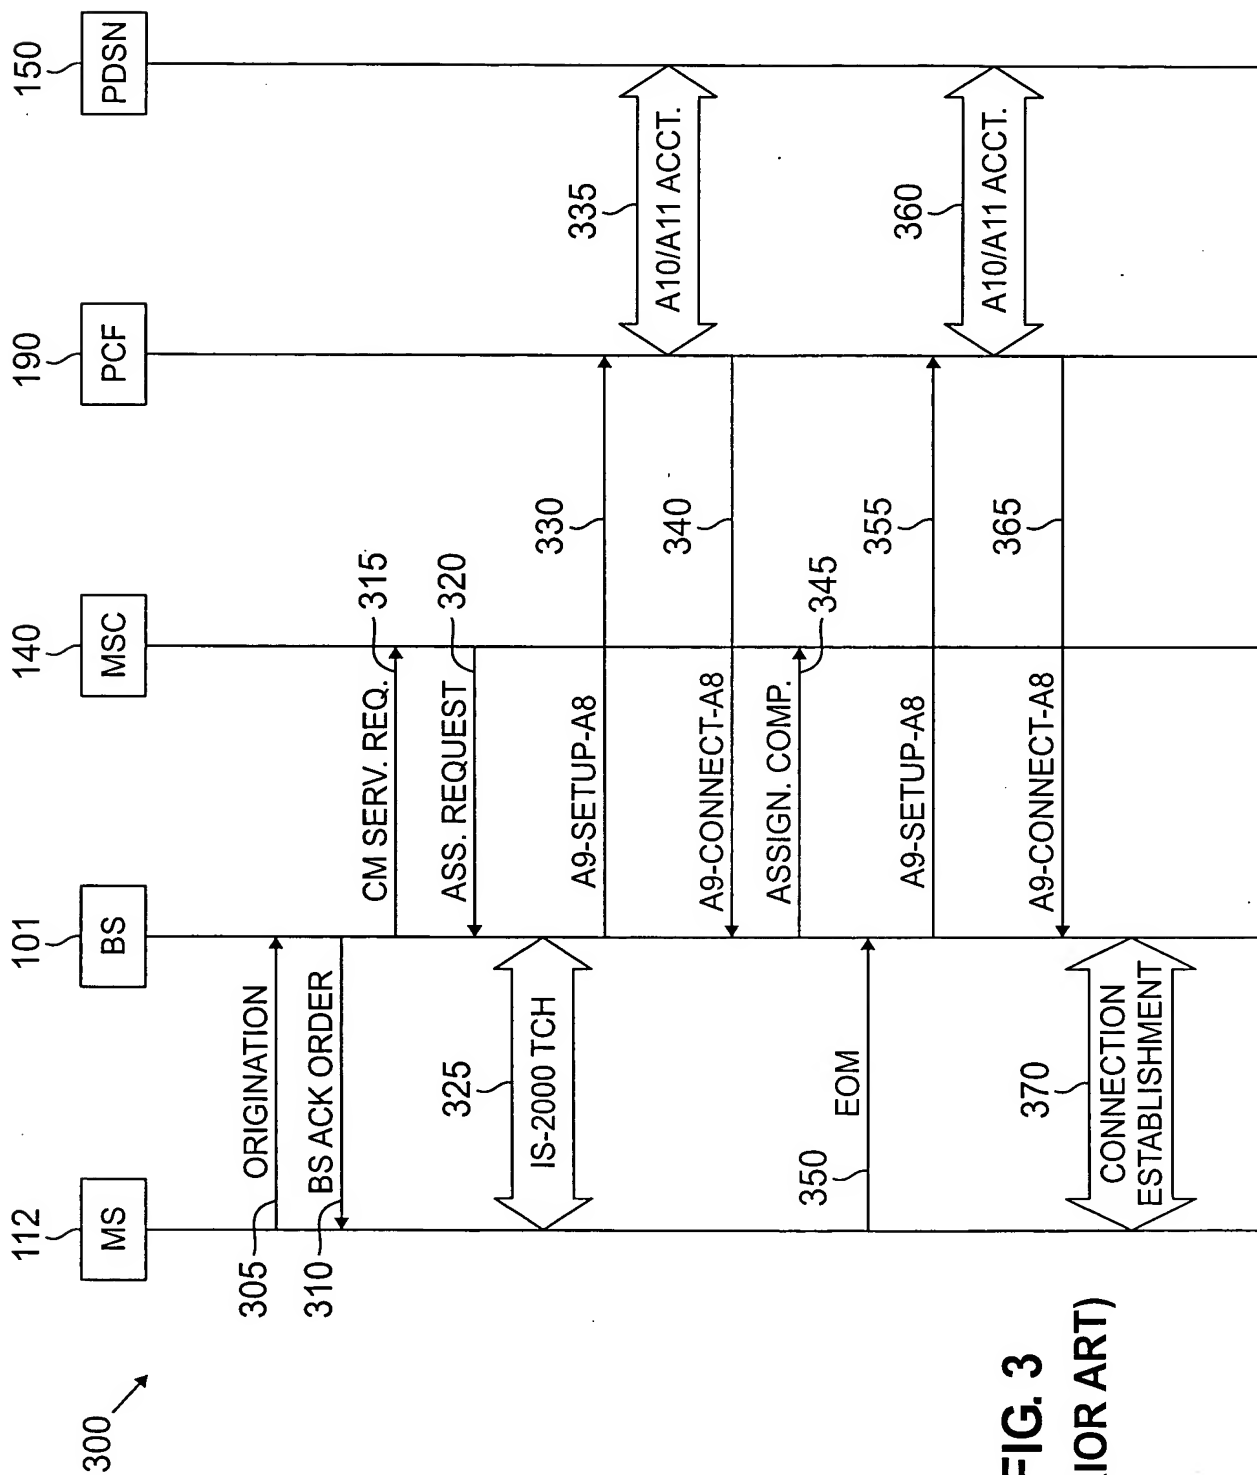 300
112
101
140
190
150
MS
BS
MSC
PCF
PDSN
305
ORIGINATION
310
BS ACK ORDER
CM SERV. REQ.
315
ASS. REQUEST
320
325
IS-2000 TCH
A9-SETUP-A8
330
335
A10/A11 ACCT.
A9-CONNECT-A8
340
ASSIGN. COMP.
345
350
EOM
A9-SETUP-A8
355
360
A10/A11 ACCT.
A9-CONNECT-A8
365
370
CONNECTION
ESTABLISHMENT
FIG. 3
IOR ART)